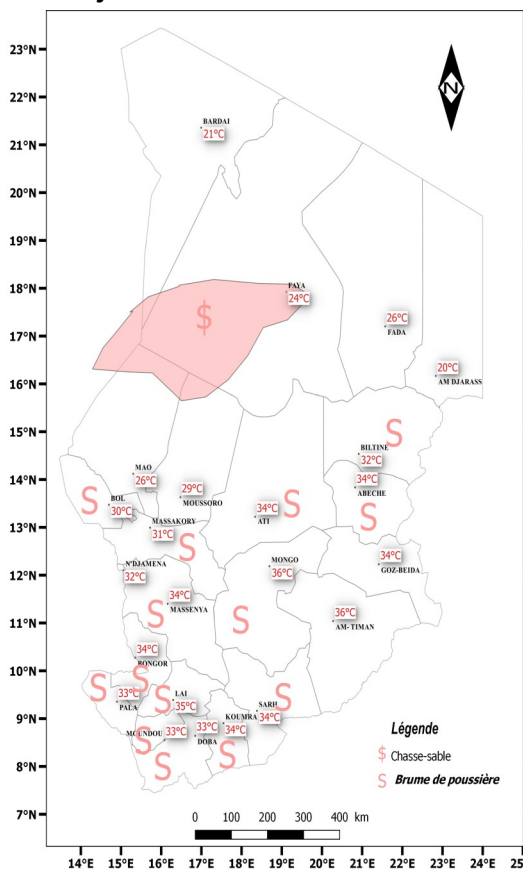 23°N
22°N
BARDAI
21°C
21°N
20°N
19°N
18°N
FAYA
24°C
$
26°C
FADA
17°N
20°C
AM DJARASS
16°N
15°N
S
BILTINE
32°C
14°N
MAO
26°C
29°C
MOUSSORO
34°C
ABECHE
S
BOL
30°C
34°C
ATI
S
S
13°N
MASSAKORY
31°C
S
34°C
GOZ-BEIDA
12°N
N'DJAMENA
32°C
MONGO
36°C
34°C
MASSENYA
S
S
36°C
AM- TIMAN
11°N
34°C
BONGOR
10°N
S
S
33°C
PALA
LAI
35°C
S
SARH
34°C
S
9°N
MOUNDOU
33°C
33°C
DOBA
KOUMRA
34°C
S
S
S
8°N
7°N
Légende
$ Chasse-sable
S Brume de poussière
0 100 200 300 400 km
N
14°E 15°E 16°E 17°E 18°E 19°E 20°E 21°E 22°E 23°E 24°E